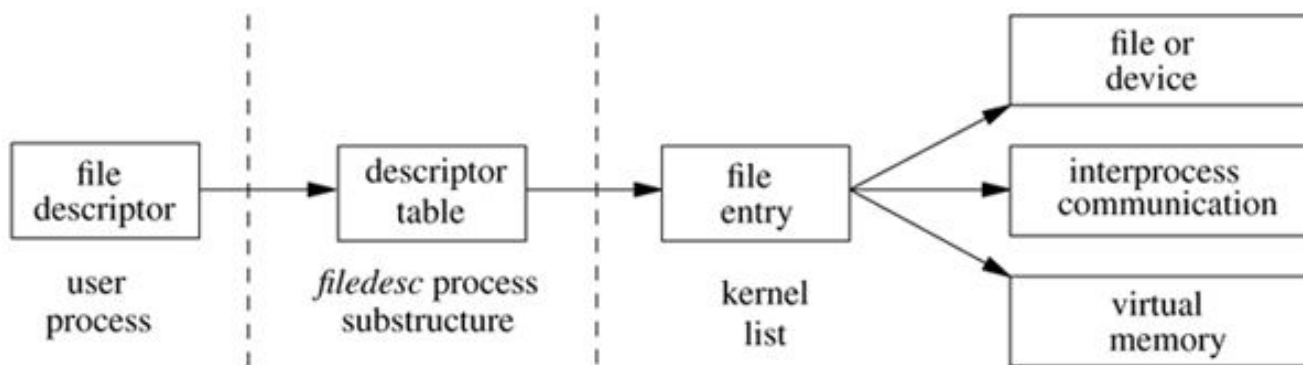 file
descriptor
user
process
descriptor
table
filedesc process
substructure
file
entry
kernel
list
file or
device
interprocess
communication
virtual
memory